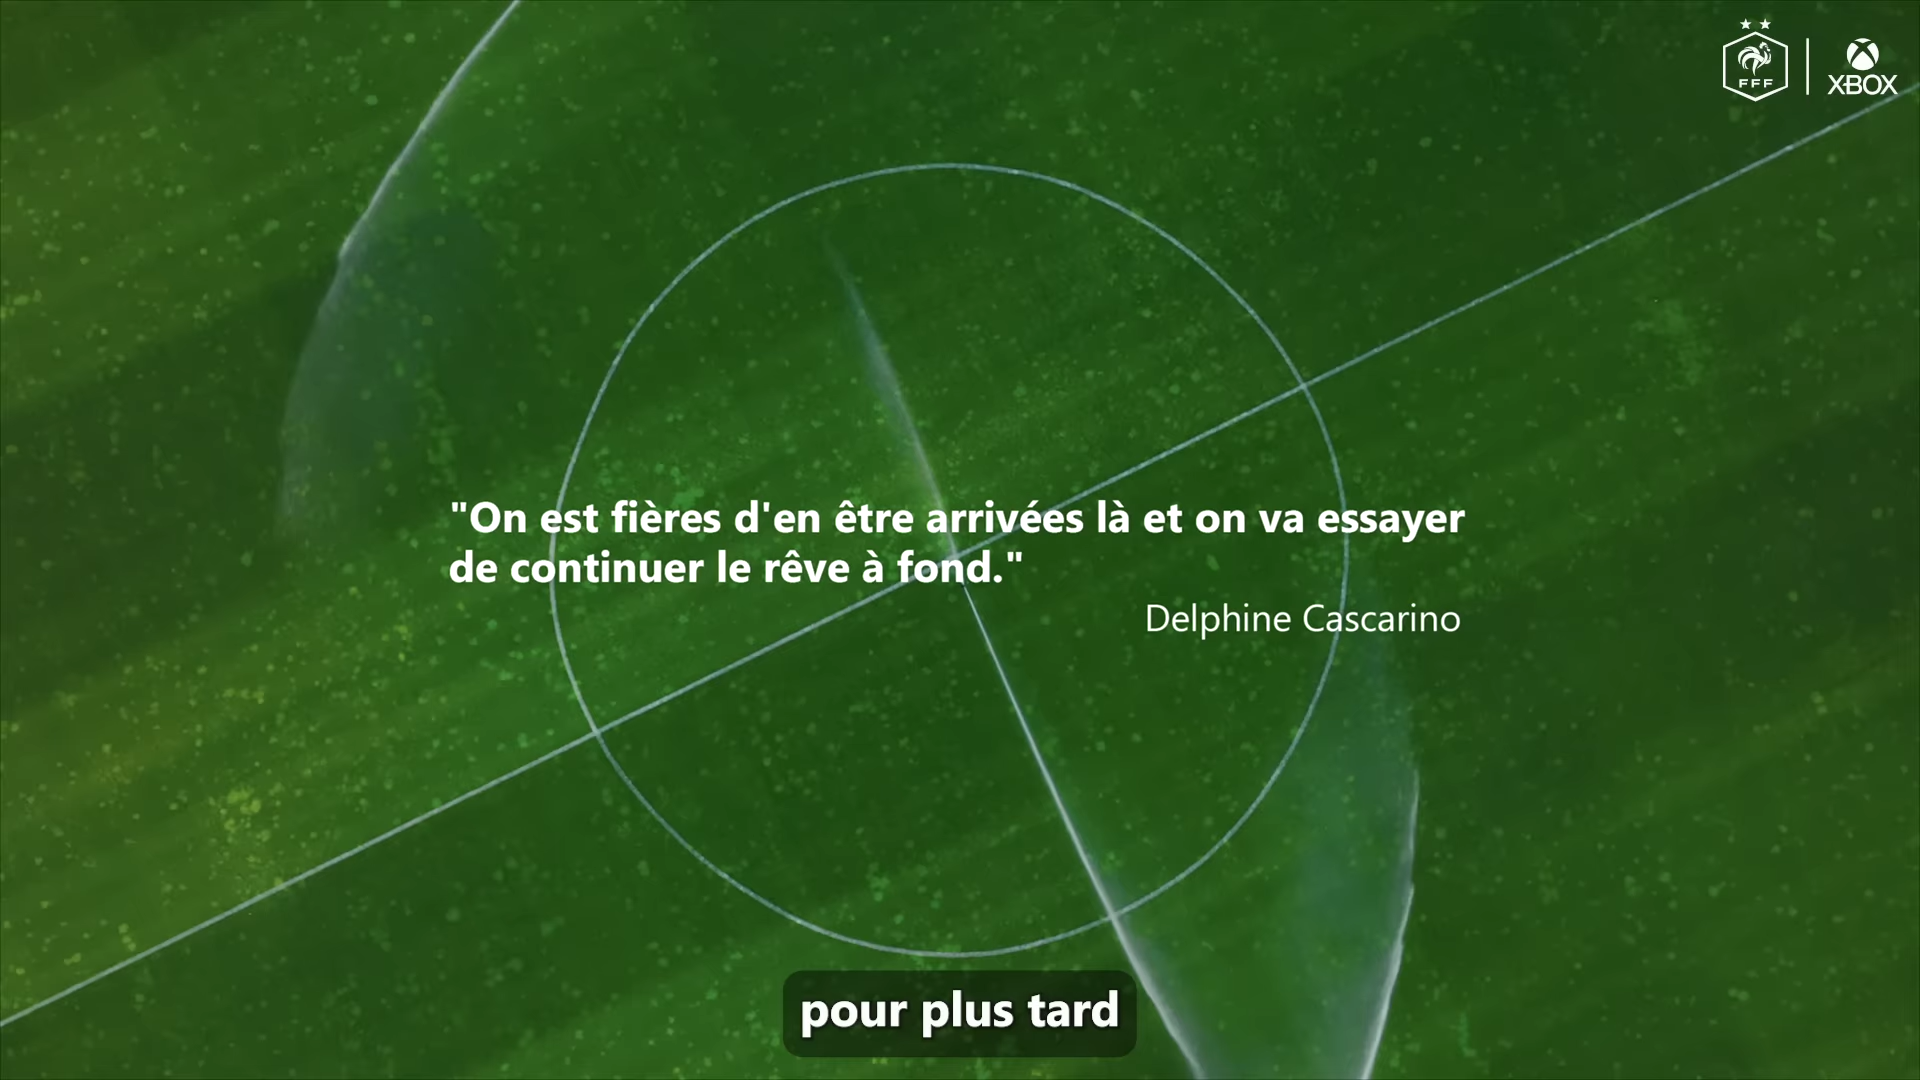 FFF
XBOX
"On est fières d'en être arrivées là et on va essayer
de continuer le rêve à fond."
Delphine Cascarino
pour plus tard